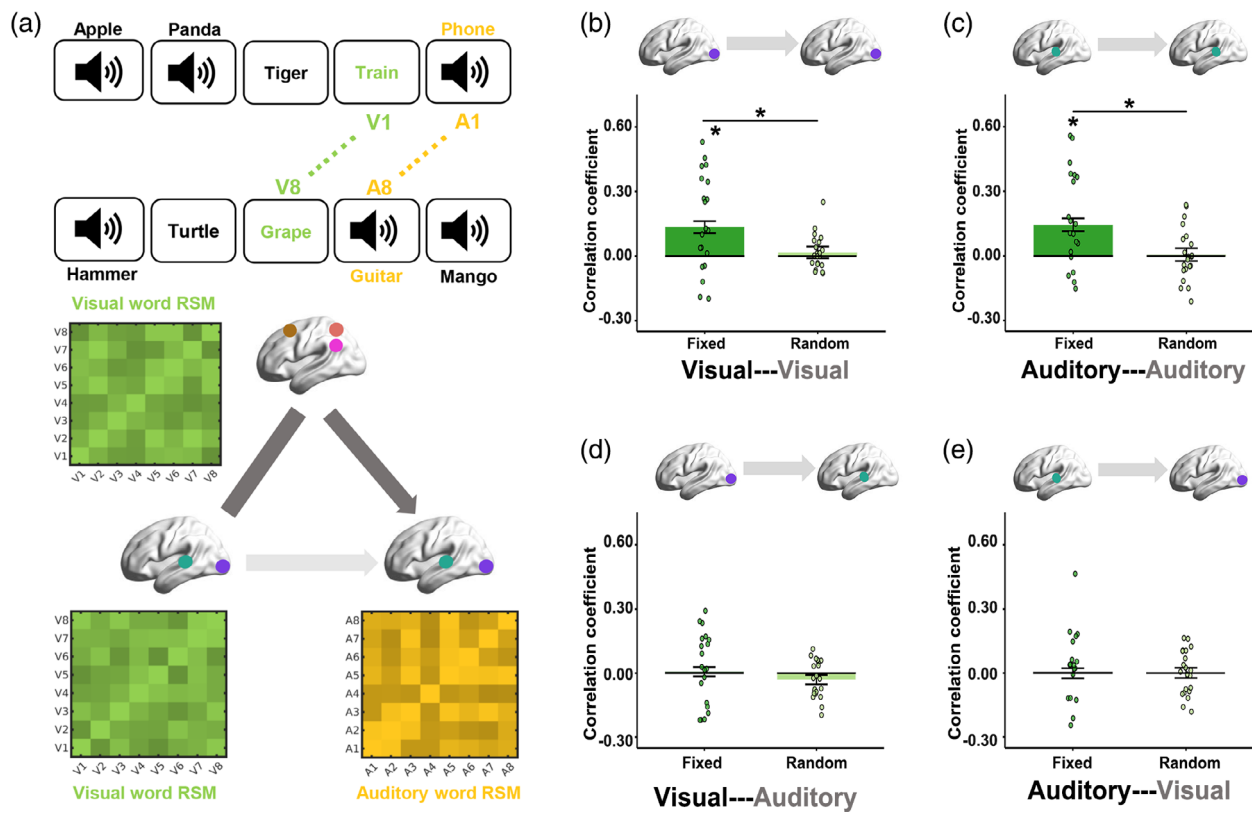 (a)
Apple
Panda
Phone
Tiger
Train
V1
A1
V8
A8
Turtle
Grape
Hammer
Guitar
Mango
Visual word RSM
V8
V7
V6
V5
V4
V3
V2
V1
V1 V2 V3 V4 V5 V6 V7 V8
V8
V7
V6
V5
V4
V3
V2
V1
V1 V2 V3 V4 V5 V6 V7 V8
Visual word RSM
A8
A7
A6
A5
A4
A3
A2
A1
A1 A2 A3 A4 A5 A6 A7 A8
Auditory word RSM
(b)
Correlation coefficient
0.60
0.30
0.00
-0.30
*
*
Fixed
Random
Visual---Visual
(c)
Correlation coefficient
0.60
0.30
0.00
-0.30
*
*
Fixed
Random
Auditory---Auditory
(d)
Correlation coefficient
0.60
0.30
0.00
-0.30
Fixed
Random
Visual---Auditory
(e)
Correlation coefficient
0.60
0.30
0.00
-0.30
Fixed
Random
Auditory---Visual